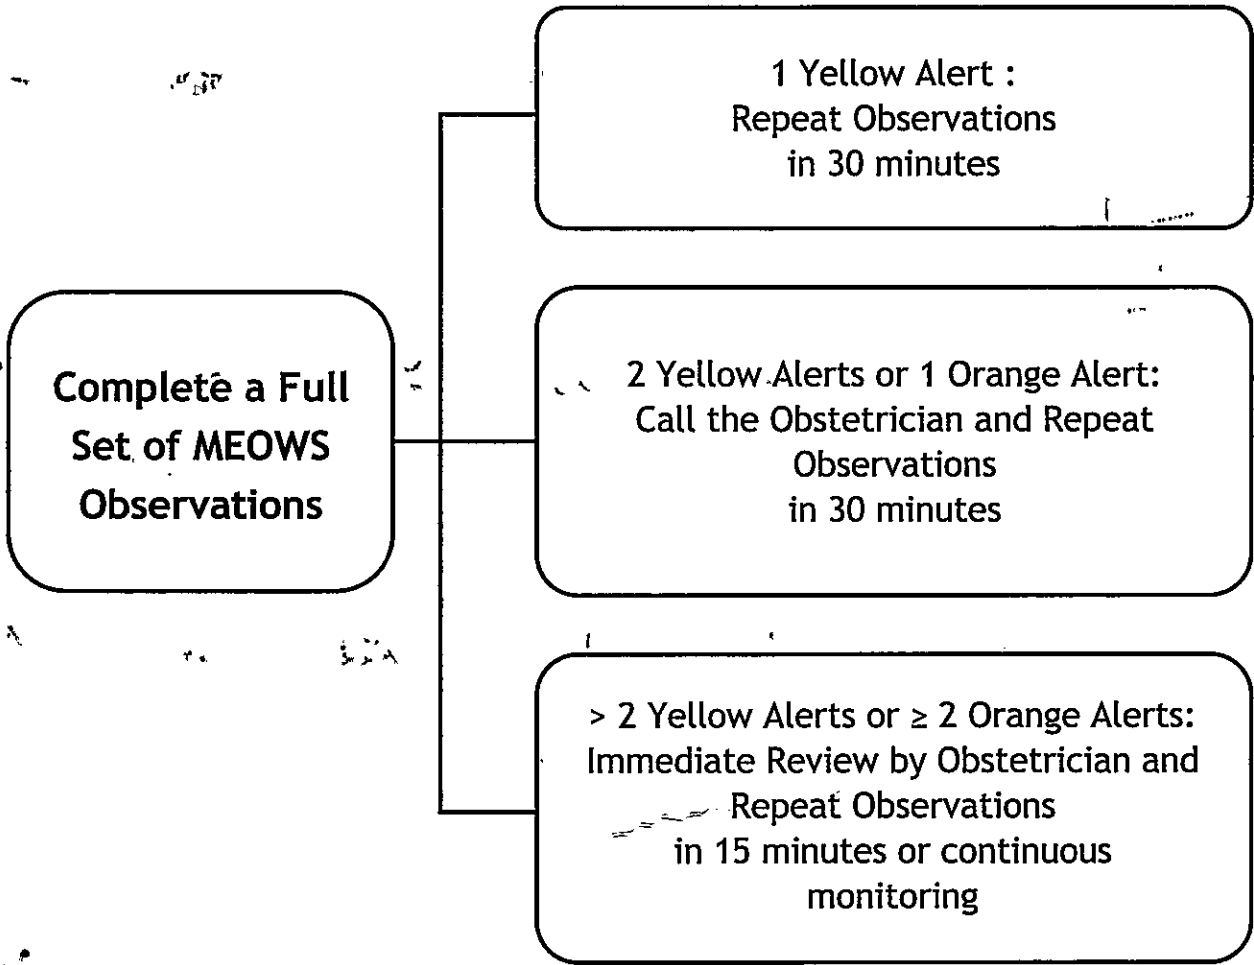 1 Yellow Alert :
Repeat Observations
in 30 minutes
Complete a Full
Set of MEOWS
Observations
2 Yellow Alerts or 1 Orange Alert:
Call the Obstetrician and Repeat
Observations
in 30 minutes
> 2 Yellow Alerts or ≥ 2 Orange Alerts:
Immediate Review by Obstetrician and
Repeat Observations
in 15 minutes or continuous
monitoring